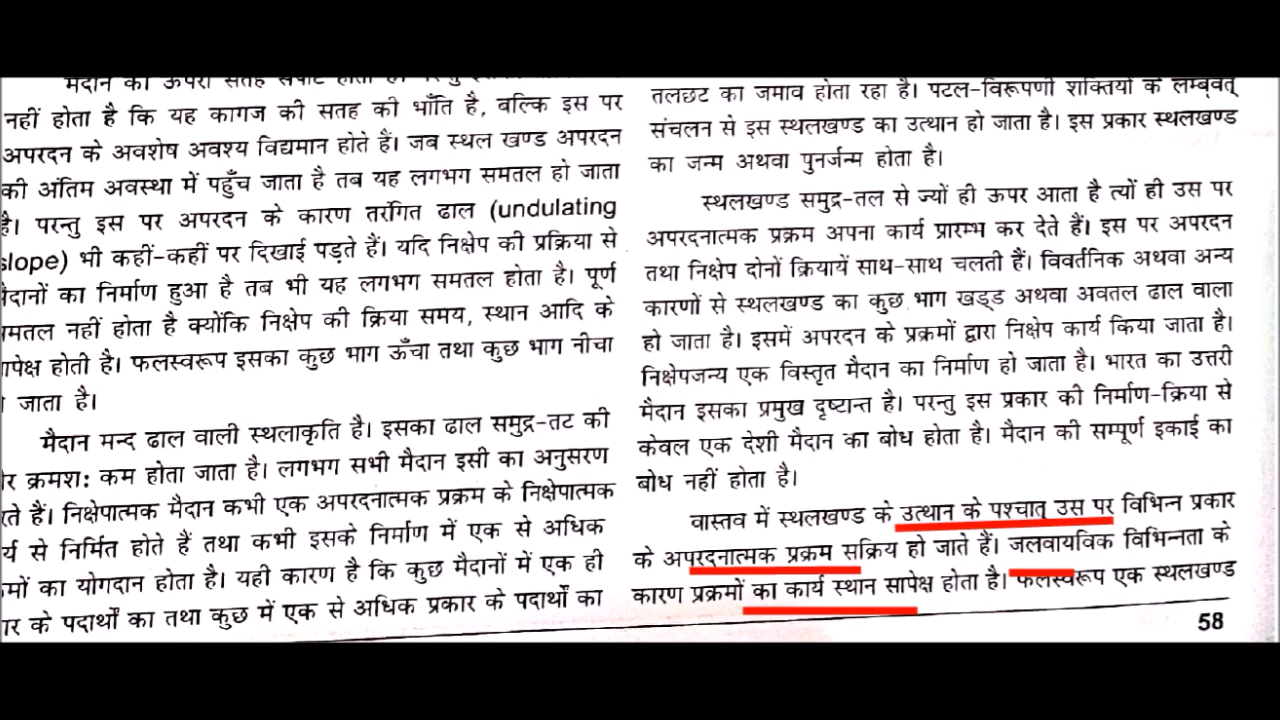 नहीं होता है कि यह कागज की सतह की भाँति है, बल्कि इस पर
अपरदन के अवशेष अवश्य विद्यमान होते हैं। जब स्थल खण्ड अपरदन
की अंतिम अवस्था में पहुँच जाता है तब यह लगभग समतल हो जाता
है। परन्तु इस पर अपरदन के कारण तरंगित ढाल (undulating
slope) भी कहीं-कहीं पर दिखाई पड़ते हैं। यदि निक्षेप की प्रक्रिया से
मैदानों का निर्माण हुआ है तब भी यह लगभग समतल होता है। पूर्ण
समतल नहीं होता है क्योंकि निक्षेप की क्रिया समय, स्थान आदि के
सापेक्ष होती है। फलस्वरूप इसका कुछ भाग ऊँचा तथा कुछ भाग नीचा
जाता है।
मैदान मन्द ढाल वाली स्थलाकृति है। इसका ढाल समुद्र-तट की
क्रमश: कम होता जाता है। लगभग सभी मैदान इसी का अनुसरण
हैं। निक्षेपात्मक मैदान कभी एक अपरदनात्मक प्रक्रम के निक्षेपात्मक
से निर्मित होते हैं तथा कभी इसके निर्माण में एक से अधिक
का योगदान होता है। यही कारण है कि कुछ मैदानों में एक ही
के पदार्थों का तथा कुछ में एक से अधिक प्रकार के पदार्थों का
तलछट का जमाव होता रहा है। पटल-विरूपणी शक्तियों के लम्बवत्
संचलन से इस स्थलखण्ड का उत्थान हो जाता है। इस प्रकार स्थलखण्ड
का जन्म अथवा पुनर्जन्म होता है।
स्थलखण्ड समुद्र-तल से ज्यों ही ऊपर आता है त्यों ही उस पर
अपरदनात्मक प्रक्रम अपना कार्य प्रारम्भ कर देते हैं। इस पर अपरदन
तथा निक्षेप दोनों क्रियायें साथ-साथ चलती हैं। विवर्तनिक अथवा अन्य
कारणों से स्थलखण्ड का कुछ भाग खड्ड अथवा अवतल ढाल वाला
हो जाता है। इसमें अपरदन के प्रक्रमों द्वारा निक्षेप कार्य किया जाता है।
निक्षेपजन्य एक विस्तृत मैदान का निर्माण हो जाता है। भारत का उत्तरी
मैदान इसका प्रमुख दृष्टान्त है। परन्तु इस प्रकार की निर्माण-क्रिया से
केवल एक देशी मैदान का बोध होता है। मैदान की सम्पूर्ण इकाई का
बोध नहीं होता है।
वास्तव में स्थलखण्ड के उत्थान के पश्चात् उस पर विभिन्न प्रकार
के अपरदनात्मक प्रक्रम सक्रिय हो जाते हैं। जलवायविक विभिन्नता के
कारण प्रक्रमों का कार्य स्थान सापेक्ष होता है। फलस्वरूप एक स्थलखण्ड
58